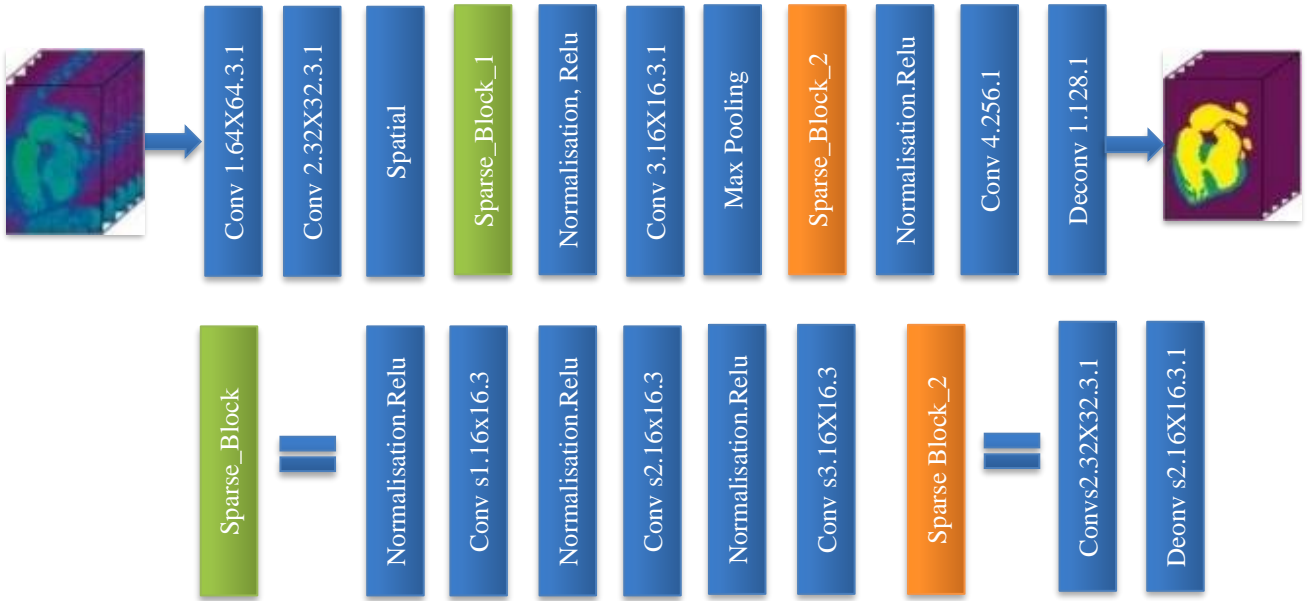 Conv 1.64X64.3.1
Conv 2.32X32.3.1
Spatial
Sparse_Block_1
Normalisation, Relu
Conv 3.16X16.3.1
Max Pooling
Sparse_Block_2
Normalisation.Relu
Conv 4.256.1
Deconv 1.128.1
Sparse_Block
Normalisation.Relu
Conv s1.16x16.3
Normalisation.Relu
Conv s2.16x16.3
Normalisation.Relu
Conv s3.16X16.3
Sparse Block_2
Convs2.32X32.3.1
Deonv s2.16X16.3.1